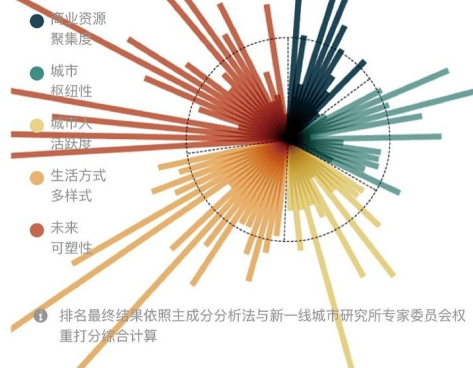 商业资源
聚集度
城市
枢纽性
城市人
活跃度
生活方式
多样式
未来
可塑性
排名最终结果依照主成分分析法与新一线城市研究所专家委员会权
重打分综合计算